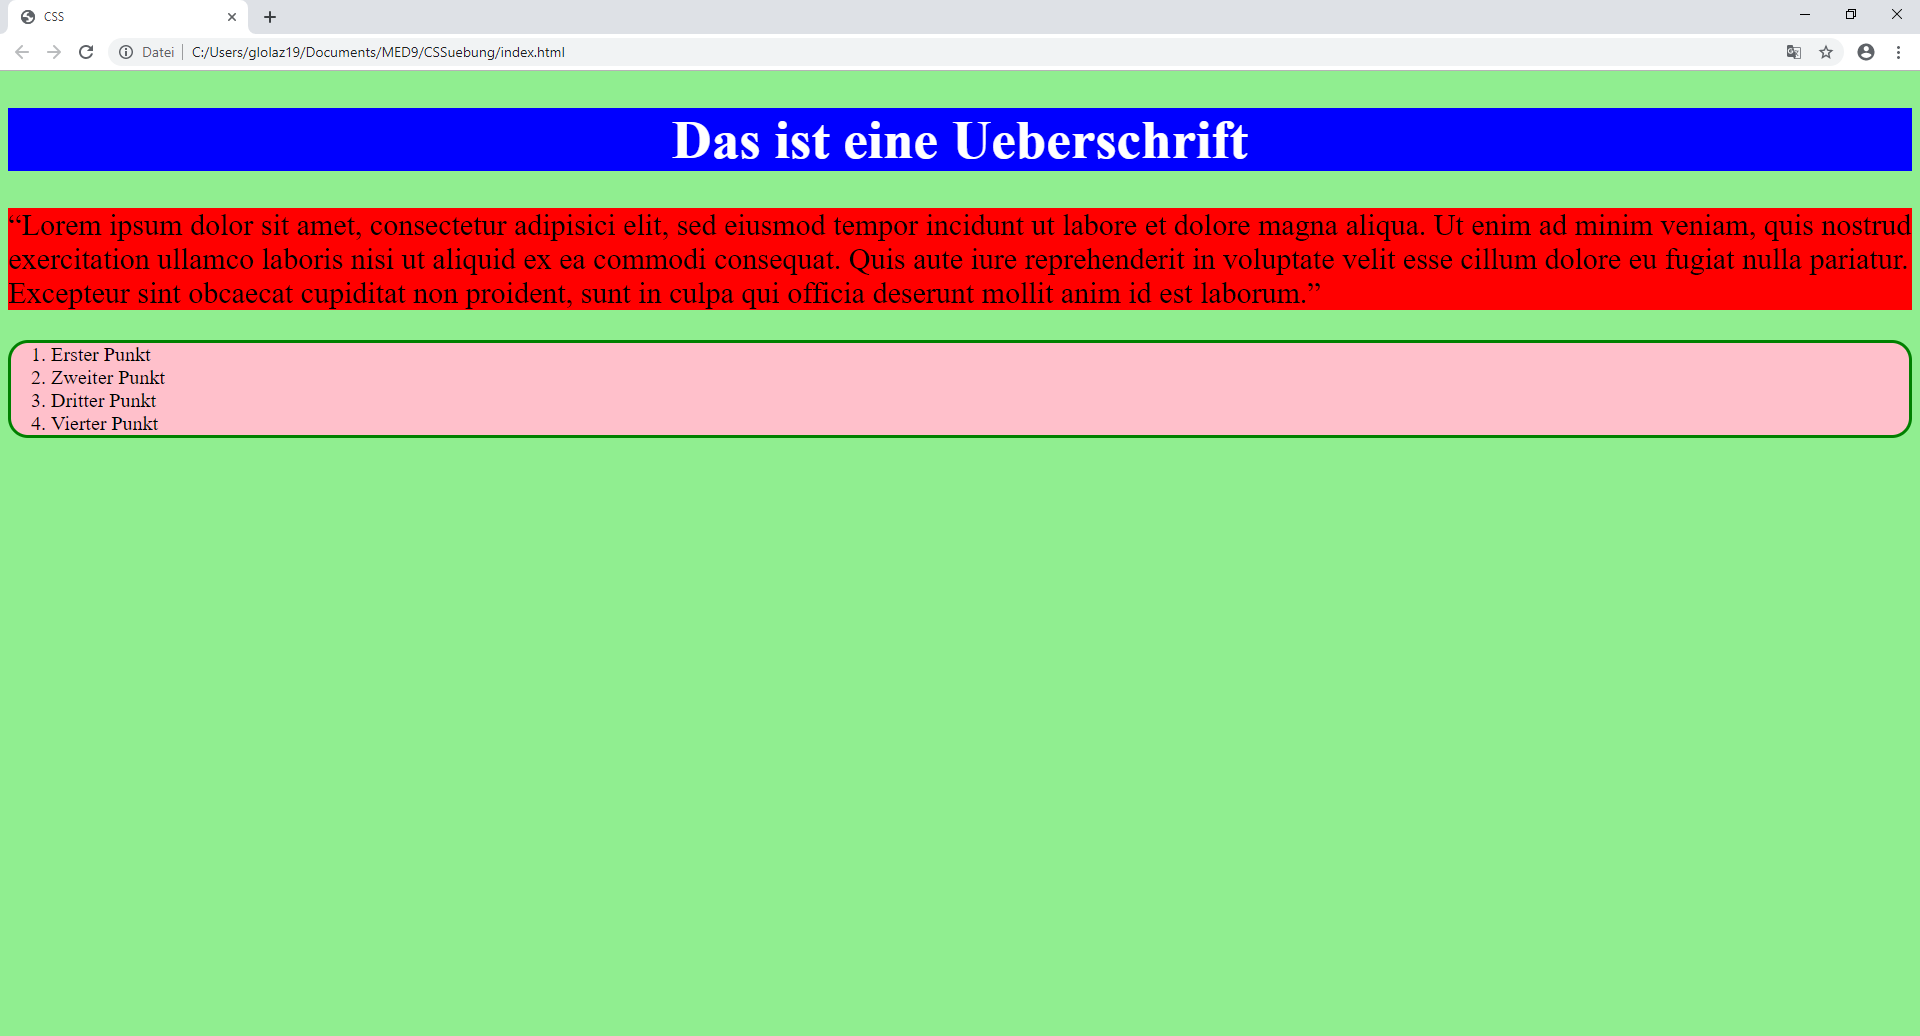 CSS
Datei
C:/Users/glolaz19/Documents/MED9/CSSuebung/index.html
Das ist eine Ueberschrift
“Lorem ipsum dolor sit amet, consectetur adipisici elit, sed eiusmod tempor incidunt ut labore et dolore magna aliqua. Ut enim ad minim veniam, quis nostrud
exercitation ullamco laboris nisi ut aliquid ex ea commodi consequat. Quis aute iure reprehenderit in voluptate velit esse cillum dolore eu fugiat nulla pariatur.
Excepteur sint obcaecat cupiditat non proident, sunt in culpa qui officia deserunt mollit anim id est laborum.”
1. Erster Punkt
2. Zweiter Punkt
3. Dritter Punkt
4. Vierter Punkt